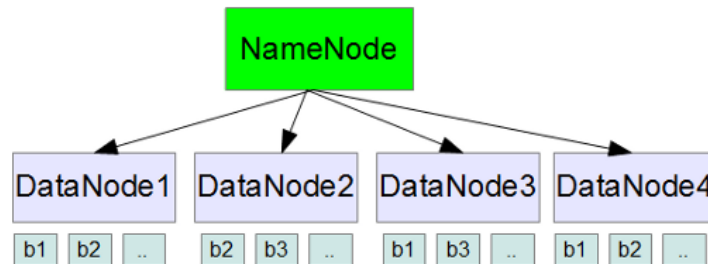 NameNode
DataNode1 DataNode2 DataNode3 DataNode4
b1 b2 .. b2 b3 .. b1 b3 .. b1 b2 ..